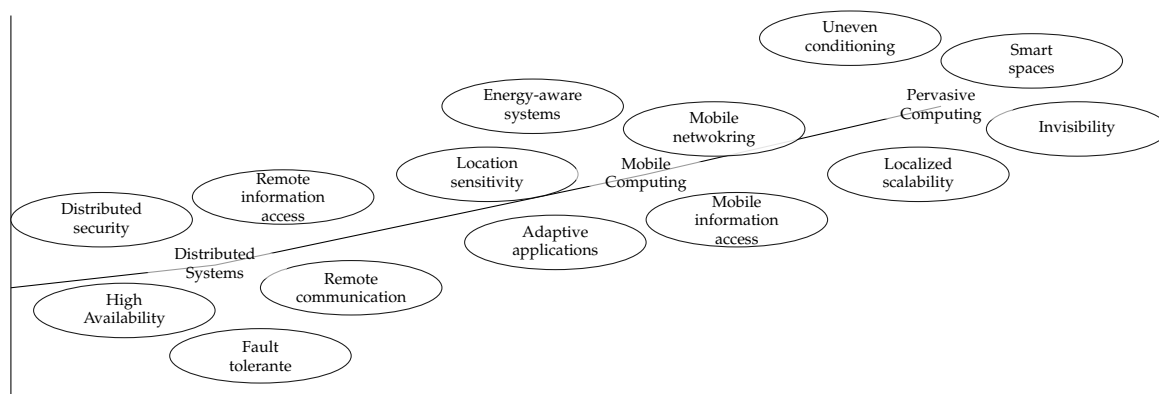 Uneven
conditioning
Smart
spaces
Energy-aware
systems
Pervasive
Computing
Mobile
netwokring
Invisibility
Location
sensitivity
Mobile
Computing
Localized
scalability
Remote
information
access
Distributed
security
Mobile
information
access
Adaptive
applications
Distributed
Systems
Remote
communication
High
Availability
Fault
tolerante